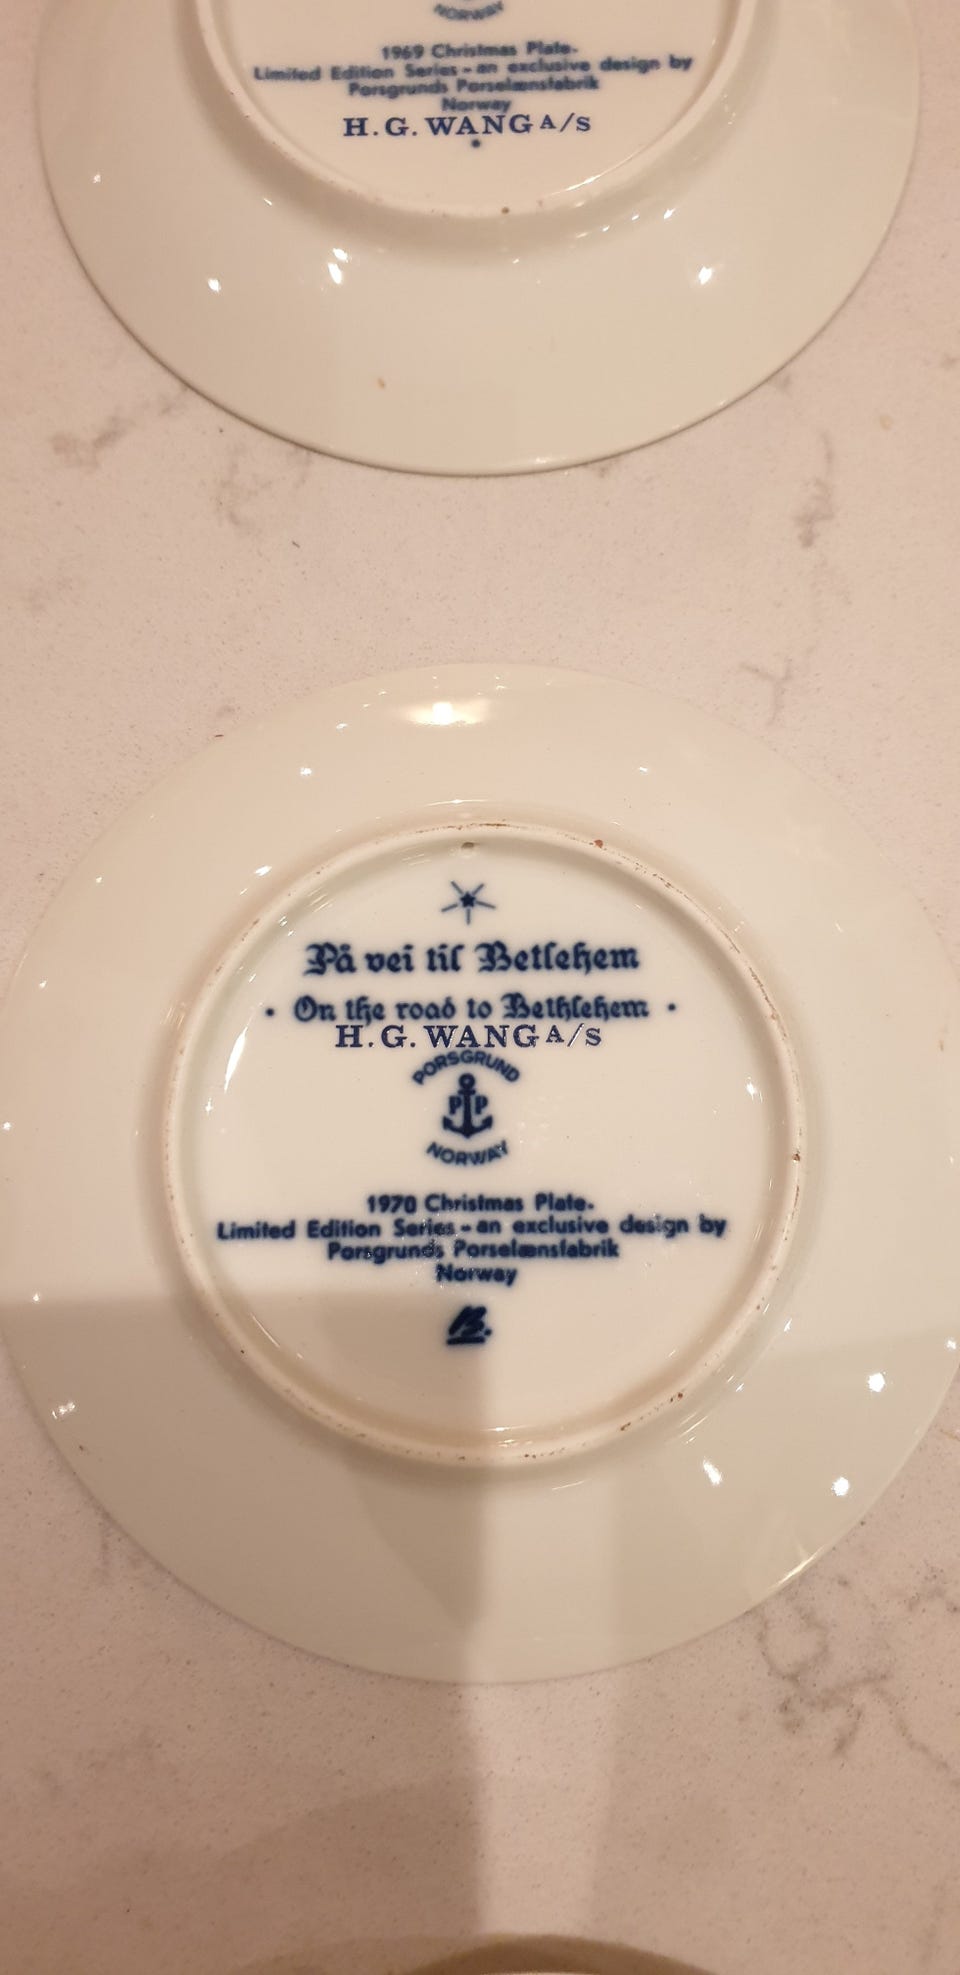 NORWAY
1969 Christmas Plate.
Limited Edition Series - an exclusive design by
Porsgrunds Porselænsfabrik
Norway
H.G. WANG A/S
På vei til Betlehem
· On the road to Bethlehem ·
H.G. WANG A/S
PORSGRUND
P P
NORWAY
1970 Christmas Plate.
Limited Edition Series - an exclusive design by
Porsgrunds Porselænsfabrik
Norway
B.